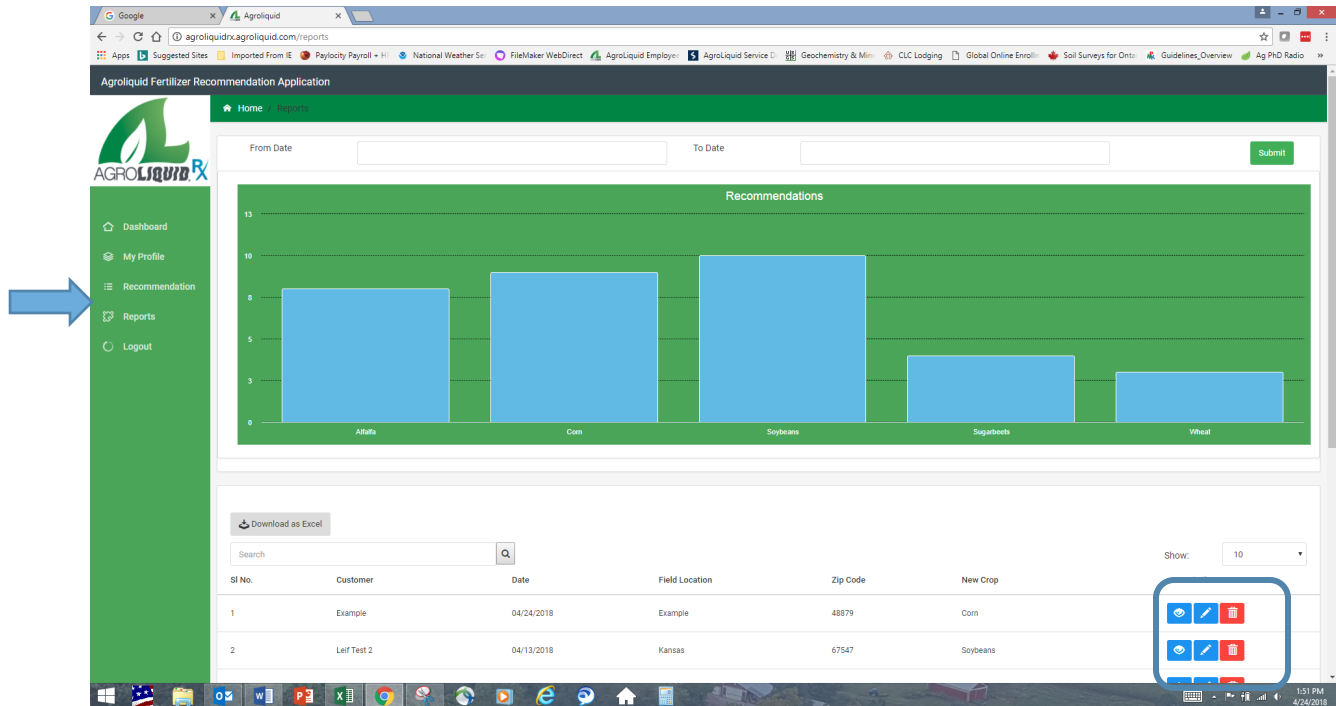 Google
Agroliquid
agroliquidrx.agroliquid.com/reports
Apps Suggested Sites Imported From IE Paylocity Payroll + H National Weather Ser FileMaker WebDirect AgroLiquid Employee AgroLiquid Service D Geochemistry & Min CLC Lodging Global Online Enrolln Soil Surveys for Onta Guidelines_Overview Ag PhD Radio »
Agroliquid Fertilizer Recommendation Application
AGROLIQUID Rx
Home / Reports
From Date To Date Submit
Dashboard
My Profile
Recommendation
Reports
Logout
Recommendations
13
10
8
5
3
0
Alfalfa Corn Soybeans Sugarbeets Wheat
Download as Excel
Search
Show: 10
Sl No. Customer Date Field Location Zip Code New Crop
1 Example 04/24/2018 Example 48879 Corn
2 Leif Test 2 04/13/2018 Kansas 67547 Soybeans
1:51 PM
4/24/2018